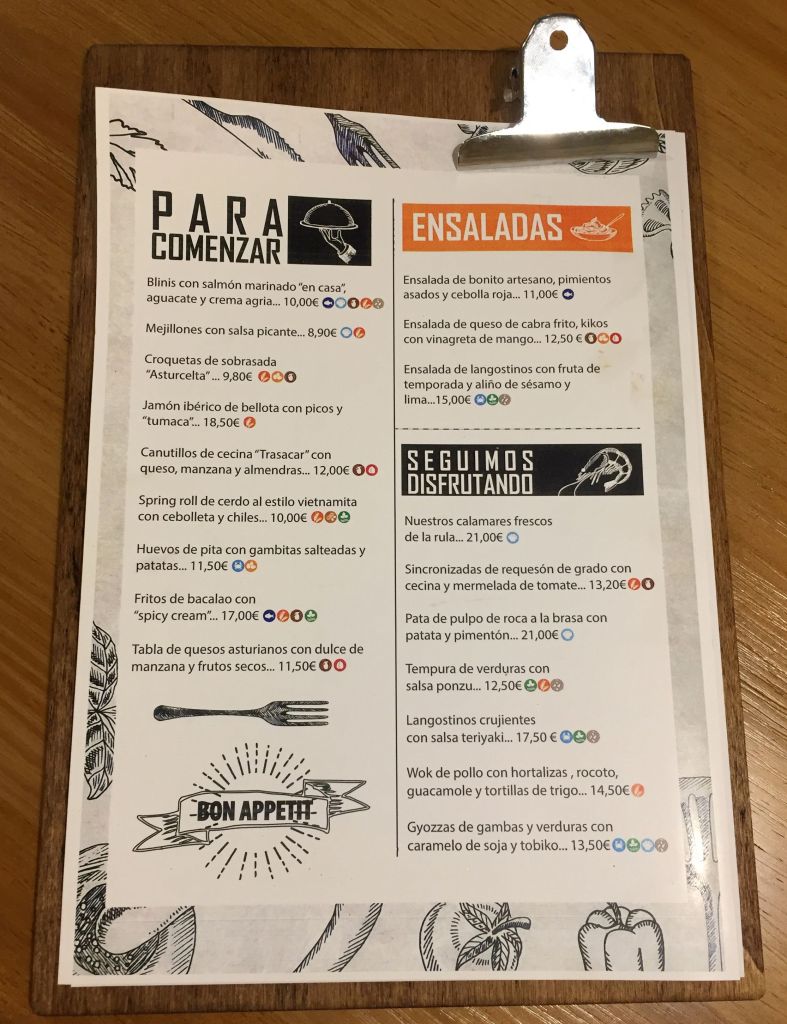 PARA
COMENZAR
Blinis con salmón marinado "en casa",
aguacate y crema agria... 10,00€
Mejillones con salsa picante... 8,90€
Croquetas de sobrasada
"Asturcelta"... 9,80€
Jamón ibérico de bellota con picos y
"tumaca"... 18,50€
Canutillos de cecina "Trasacar" con
queso, manzana y almendras... 12,00€
Spring roll de cerdo al estilo vietnamita
con cebolleta y chiles... 10,00€
Huevos de pita con gambitas salteadas y
patatas... 11,50€
Fritos de bacalao con
"spicy cream"... 17,00€
Tabla de quesos asturianos con dulce de
manzana y frutos secos... 11,50€
BON APPETIT
ENSALADAS
Ensalada de bonito artesano, pimientos
asados y cebolla roja... 11,00€
Ensalada de queso de cabra frito, kikos
con vinagreta de mango... 12,50 €
Ensalada de langostinos con fruta de
temporada y aliño de sésamo y
lima...15,00€
SEGUIMOS
DISFRUTANDO
Nuestros calamares frescos
de la rula... 21,00€
Sincronizadas de requesón de grado con
cecina y mermelada de tomate... 13,20€
Pata de pulpo de roca a la brasa con
patata y pimentón... 21,00€
Tempura de verduras con
salsa ponzu... 12,50€
Langostinos crujientes
con salsa teriyaki... 17,50 €
Wok de pollo con hortalizas , rocoto,
guacamole y tortillas de trigo... 14,50€
Gyozzas de gambas y verduras con
caramelo de soja y tobiko... 13,50€